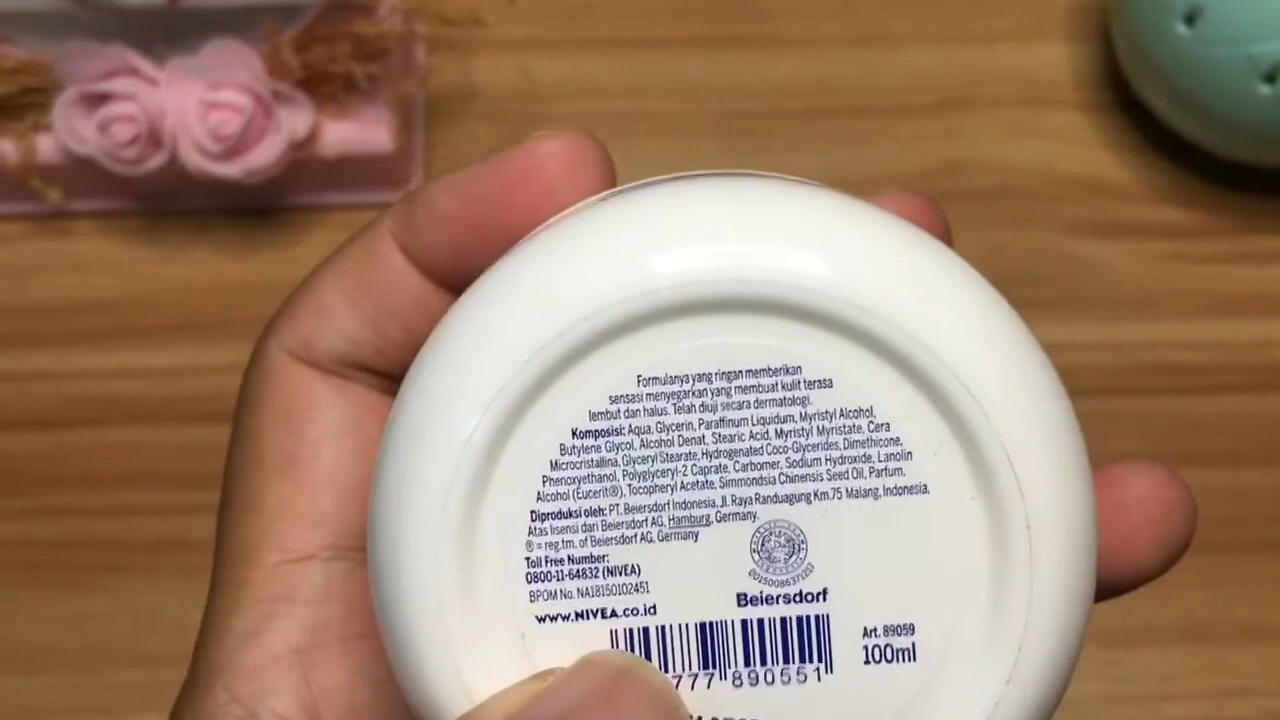 Formulanya yang ringan memberikan
sensasi menyegarkan yang membuat kulit terasa
lembut dan halus. Telah diuji secara dermatologi.
Komposisi: Aqua, Glycerin, Paraffinum Liquidum, Myristyl Alcohol,
Butylene Glycol, Alcohol Denat, Stearic Acid, Myristyl Myristate, Cera
Microcristallina, Glyceryl Stearate, Hydrogenated Coco-Glycerides, Dimethicone,
Phenoxyethanol, Polyglyceryl-2 Caprate, Carbomer, Sodium Hydroxide, Lanolin
Alcohol (Eucerit®), Tocopheryl Acetate, Simmondsia Chinensis Seed Oil, Parfum.
Diproduksi oleh: PT. Beiersdorf Indonesia, Jl. Raya Randuagung Km.75 Malang, Indonesia,
Atas lisensi dari Beiersdorf AG, Hamburg, Germany.
® = reg.tm. of Beiersdorf AG, Germany
Toll Free Number:
0800-11-64832 (NIVEA)
BPOM No. NA18150102451
www.NIVEA.co.id
Beiersdorf
Art. 89059
100ml
777 890551